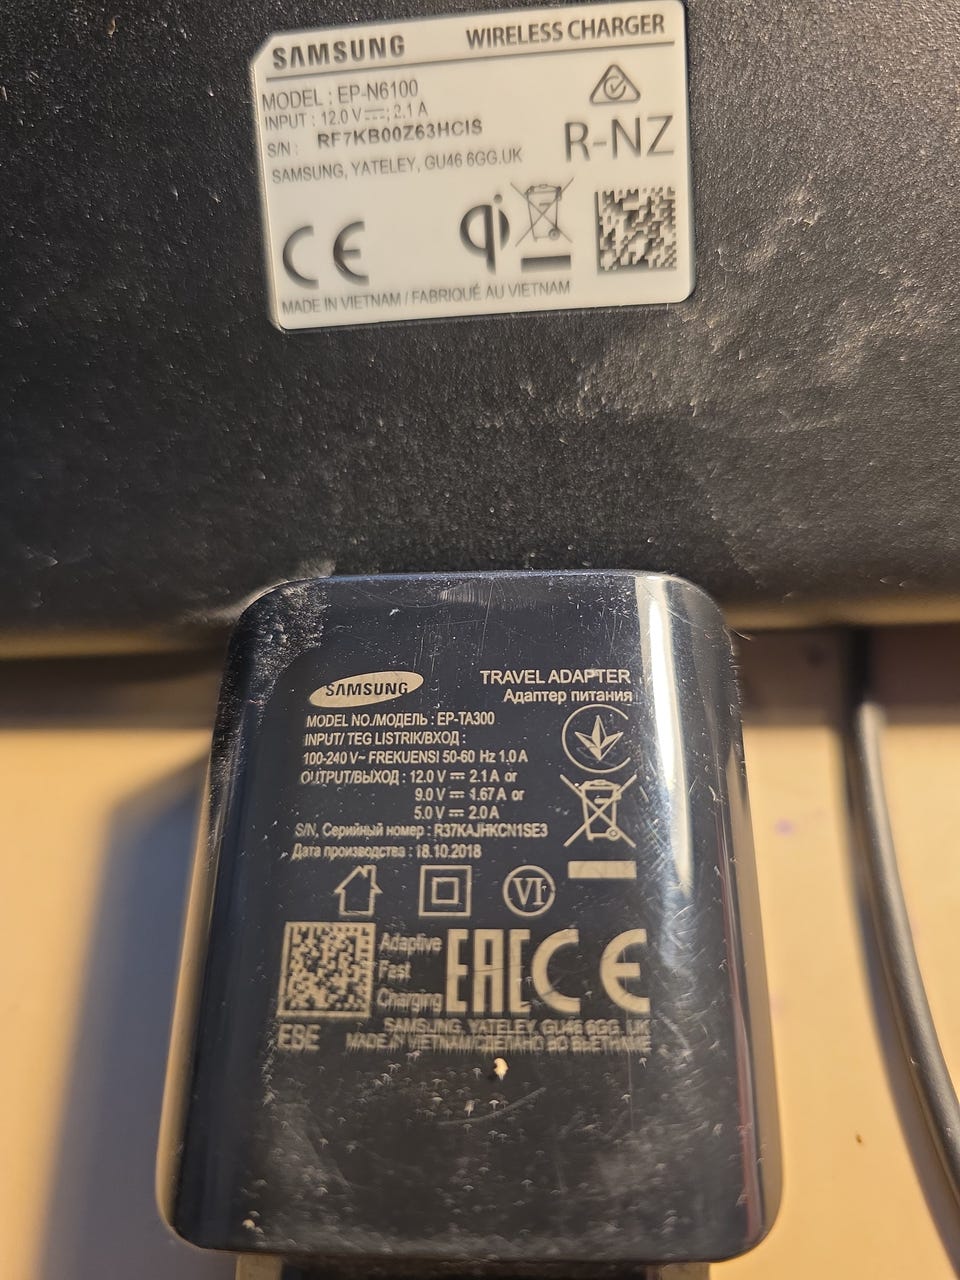 SAMSUNG WIRELESS CHARGER
MODEL : EP-N6100
INPUT : 12.0 V⎓; 2.1 A
S/N : RF7KB00Z63HCIS
SAMSUNG, YATELEY, GU46 6GG.UK
R-NZ
CE qi
MADE IN VIETNAM / FABRIQUÉ AU VIETNAM
SAMSUNG
TRAVEL ADAPTER
Адаптер питания
MODEL NO./МОДЕЛЬ : EP-TA300
INPUT/ TEG LISTRIK/ВХОД :
100-240 V~ FREKUENSI 50-60 Hz 1.0 A
OUTPUT/ВЫХОД : 12.0 V ⎓ 2.1 A or
9.0 V ⎓ 1.67 A or
5.0 V ⎓ 2.0 A
S/N, Серийный номер : R37KAJHKCN1SE3
Дата производства : 18.10.2018
VI
Adaptive
Fast
Charging
EAC CE
ESE
SAMSUNG, YATELEY, GU46 6GG, UK
MADE IN VIETNAM/СДЕЛАНО ВО ВЬЕТНАМЕ